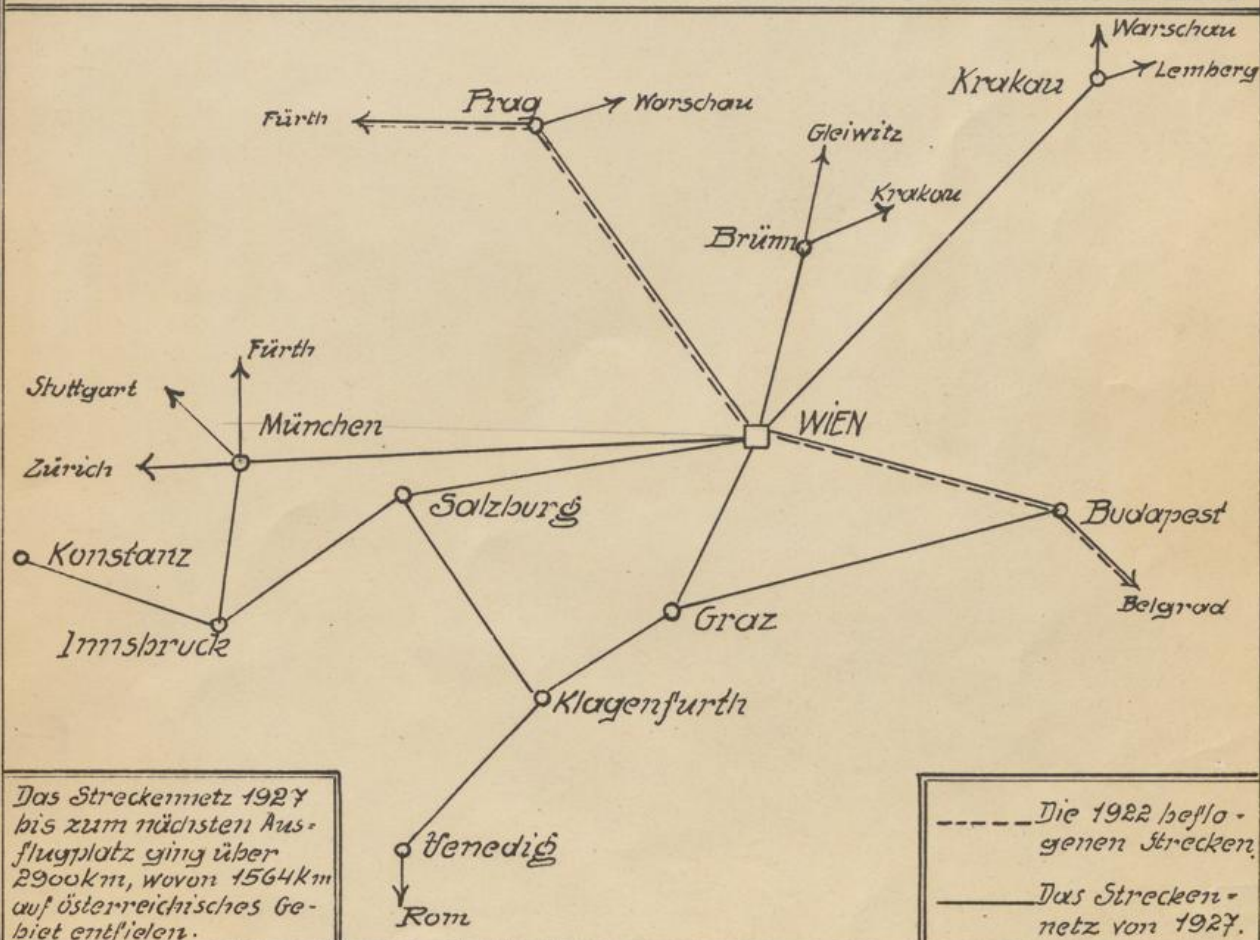 Warschau
Krakau
Lemberg
Prag
Warschau
Fürth
Gleiwitz
Krakau
Brünn
Fürth
Stuttgart
München
WIEN
Zürich
Salzburg
Budapest
Konstanz
Belgrad
Graz
Innsbruck
Klagenfurth
Venedig
Rom
Das Streckennetz 1927
bis zum nächsten Aus-
flugplatz ging über
2900km, wovon 1564km
auf österreichisches Ge-
biet entfielen.
Die 1922 beflo-
genen Strecken.
Das Strecken-
netz von 1927.